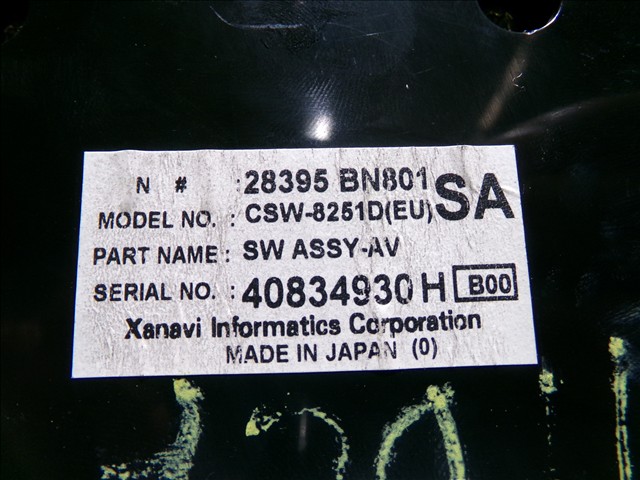 N # : 28395 BN801 SA
MODEL NO. : CSW-8251D(EU)
PART NAME : SW ASSY-AV
SERIAL NO. : 40834930 H B00
Xanavi Informatics Corporation
MADE IN JAPAN (0)